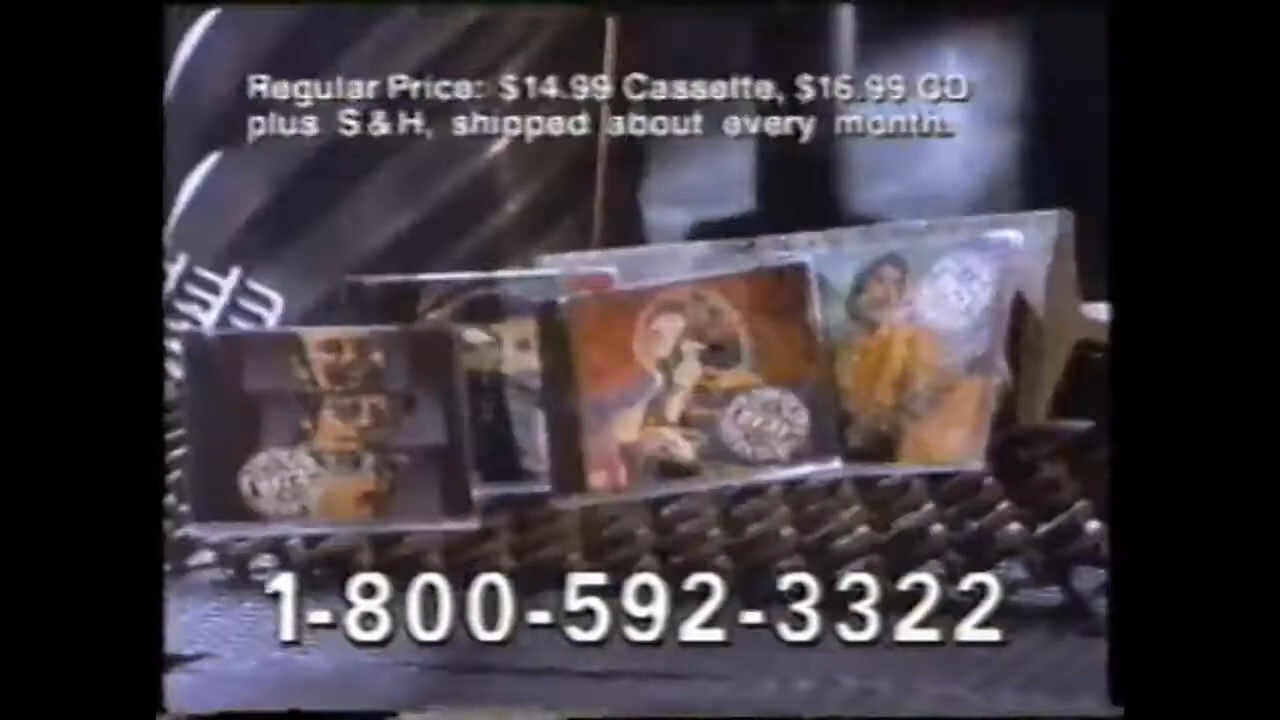 Regular Price: $14.99 Cassette, $16.99 CD
plus S&H, shipped about every month.
1-800-592-3322